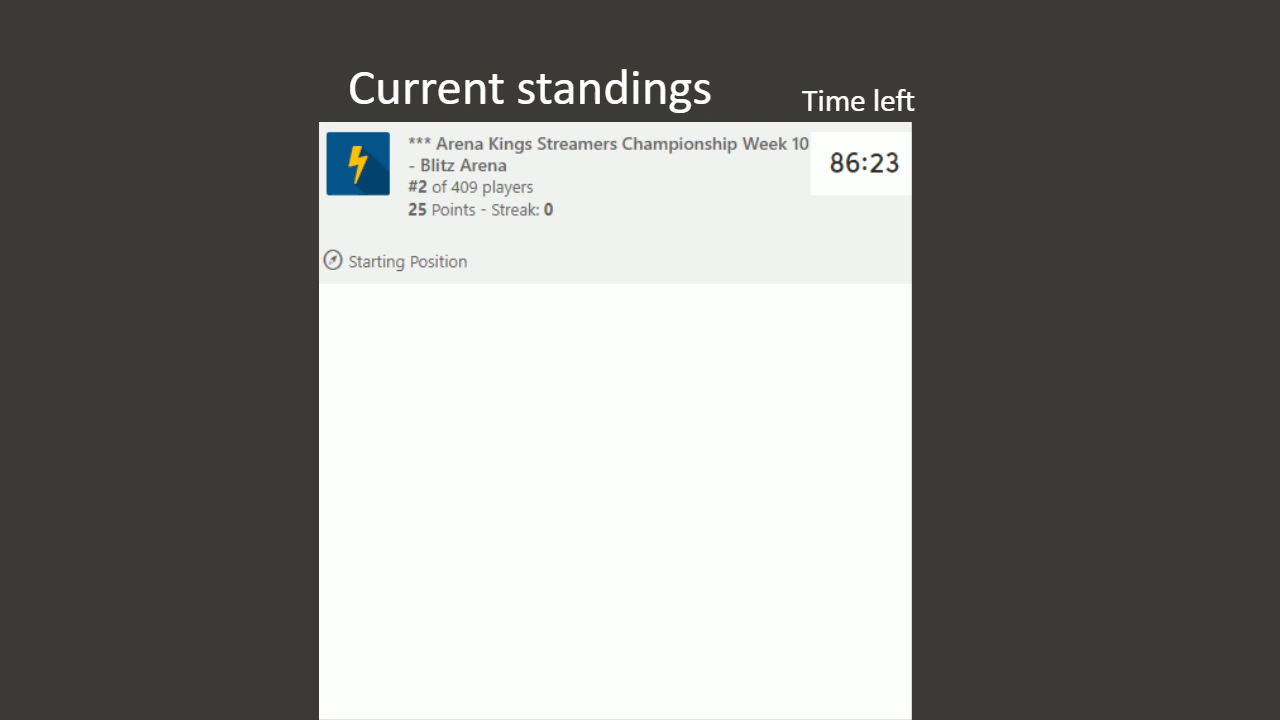 Current standings
Time left
*** Arena Kings Streamers Championship Week 10
- Blitz Arena
86:23
#2 of 409 players
25 Points - Streak: 0
Starting Position